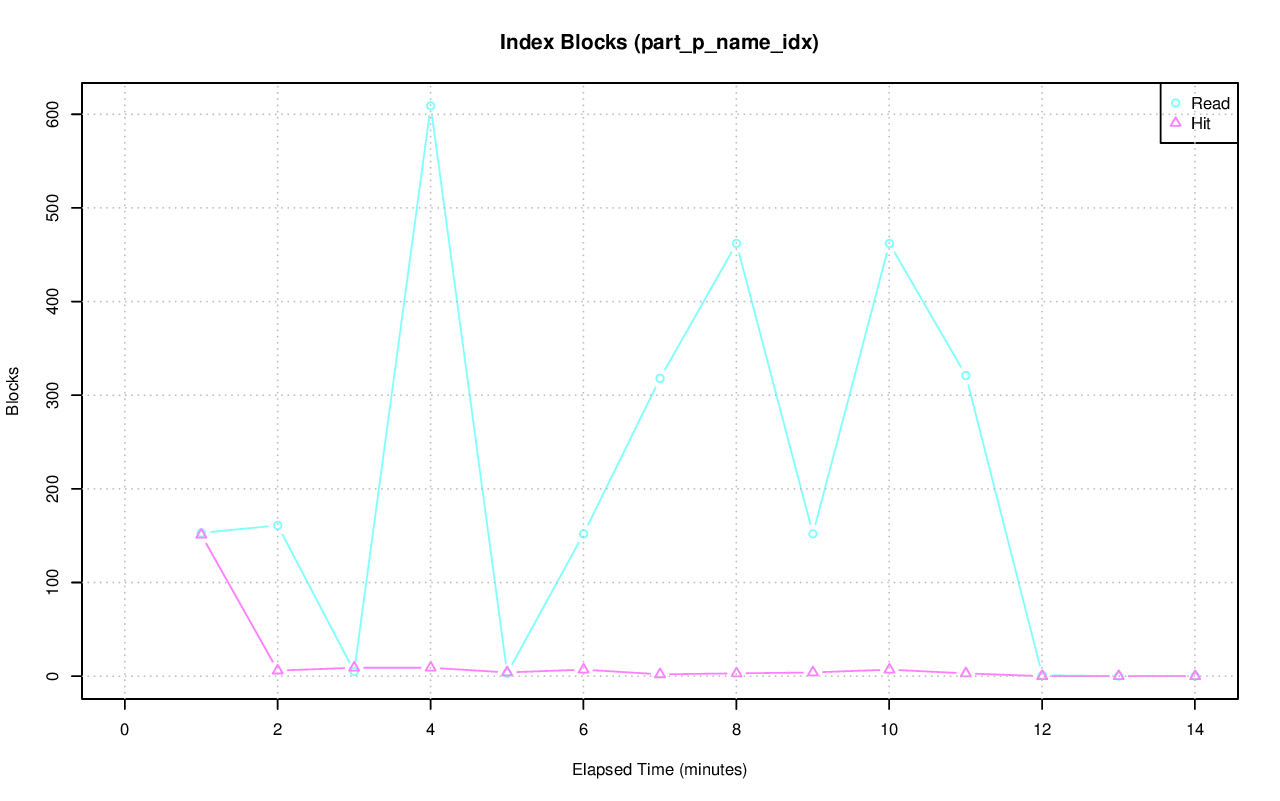 Index Blocks (part_p_name_idx)
Read
Hit
Blocks
600
500
400
300
200
100
0
0 2 4 6 8 10 12 14
Elapsed Time (minutes)